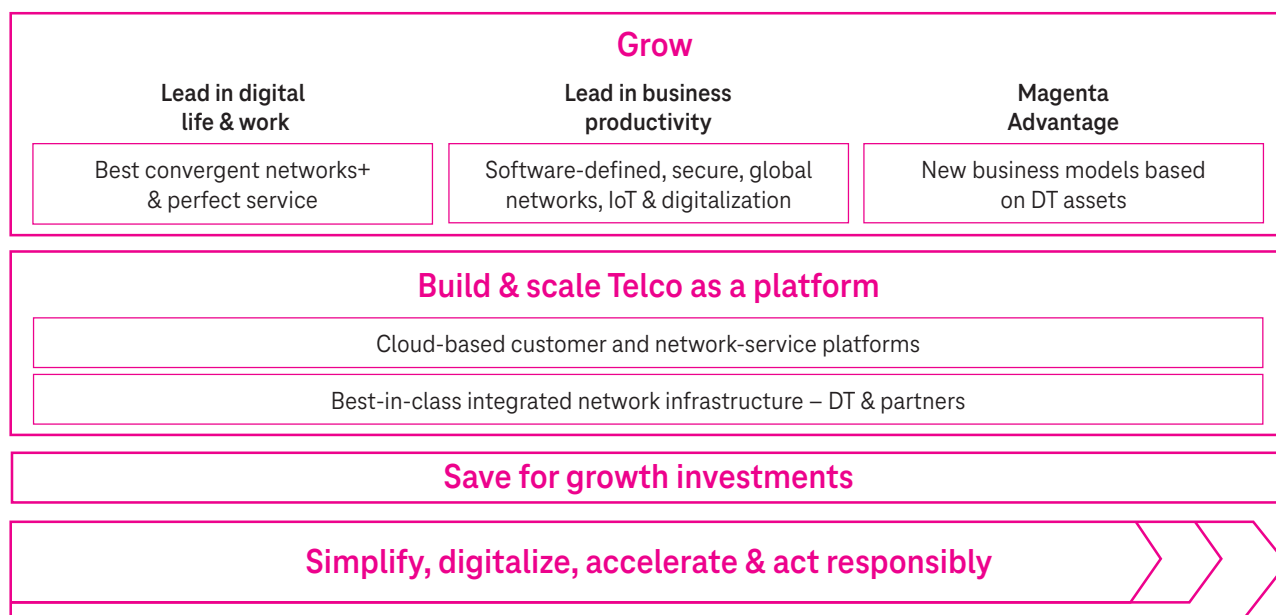 Grow
Lead in digital
life & work
Best convergent networks+
& perfect service
Lead in business
productivity
Software-defined, secure, global
networks, IoT & digitalization
Magenta
Advantage
New business models based
on DT assets
Build & scale Telco as a platform
Cloud-based customer and network-service platforms
Best-in-class integrated network infrastructure – DT & partners
Save for growth investments
Simplify, digitalize, accelerate & act responsibly